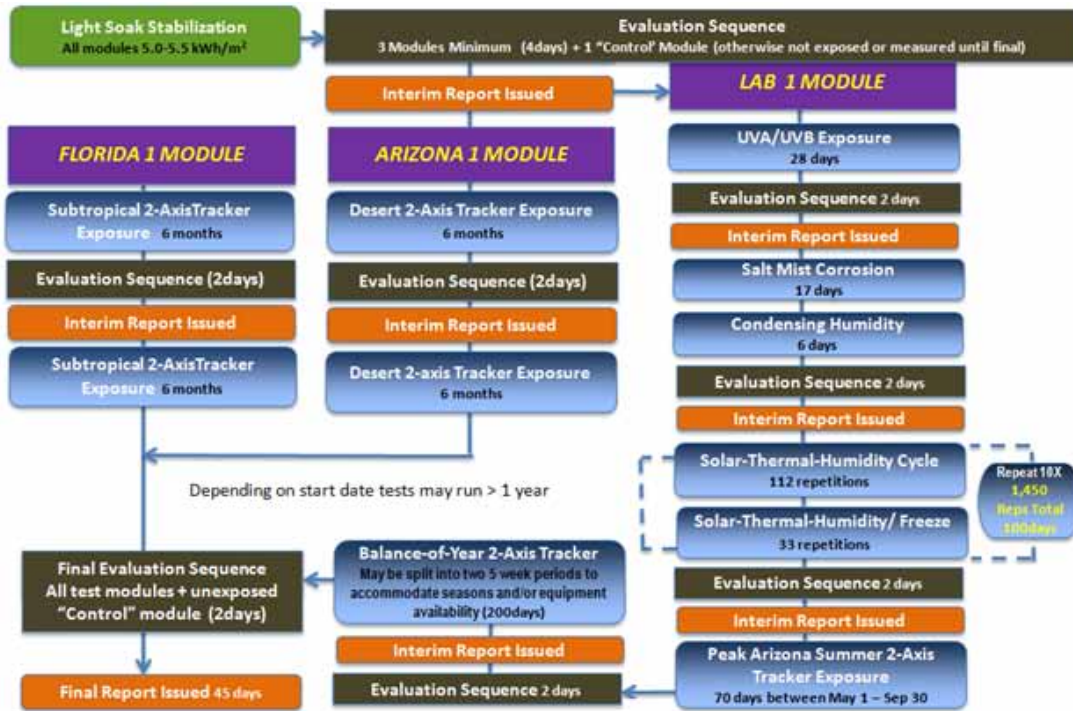 Light Soak Stabilization
All modules 5.0-5.5 kWh/m²
Evaluation Sequence
3 Modules Minimum (4days) + 1 “Control’ Module (otherwise not exposed or measured until final)
Interim Report Issued
FLORIDA 1 MODULE
Subtropical 2-AxisTracker
Exposure 6 months
Evaluation Sequence (2days)
Interim Report Issued
Subtropical 2-AxisTracker
Exposure 6 months
ARIZONA 1 MODULE
Desert 2-Axis Tracker Exposure
6 months
Evaluation Sequence (2days)
Interim Report Issued
Desert 2-axis Tracker Exposure
6 months
LAB 1 MODULE
UVA/UVB Exposure
28 days
Evaluation Sequence 2 days
Interim Report Issued
Salt Mist Corrosion
17 days
Condensing Humidity
6 days
Evaluation Sequence 2 days
Interim Report Issued
Solar-Thermal-Humidity Cycle
112 repetitions
Solar-Thermal-Humidity/ Freeze
33 repetitions
Repeat 10X
1,450
Reps Total
100days
Evaluation Sequence 2 days
Interim Report Issued
Peak Arizona Summer 2-Axis
Tracker Exposure
70 days between May 1 – Sep 30
Depending on start date tests may run > 1 year
Balance-of-Year 2-Axis Tracker
May be split into two 5 week periods to
accommodate seasons and/or equipment
availability (200days)
Interim Report Issued
Evaluation Sequence 2 days
Final Evaluation Sequence
All test modules + unexposed
“Control” module (2days)
Final Report Issued 45 days